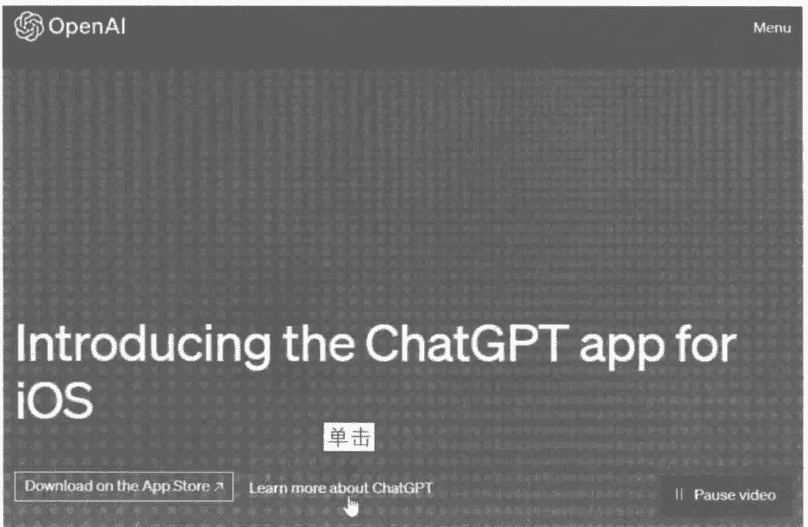 OpenAI
Menu
Introducing the ChatGPT app for
iOS
单击
Download on the App Store ↗
Learn more about ChatGPT
Pause video